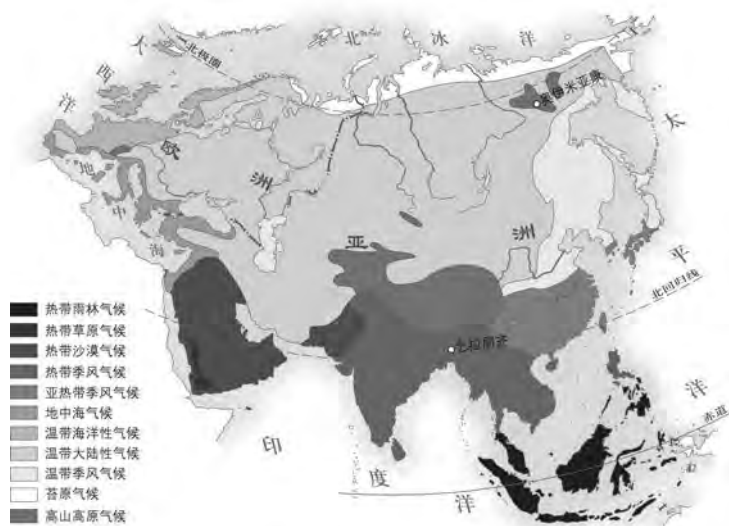 大
西
洋
北极圈
北冰洋
奥伊米亚康
太
平
洋
欧
洲
地
中
海
亚
洲
北回归线
乞拉朋齐
印
度
洋
赤道
热带雨林气候
热带草原气候
热带沙漠气候
热带季风气候
亚热带季风气候
地中海气候
温带海洋性气候
温带大陆性气候
温带季风气候
苔原气候
高山高原气候